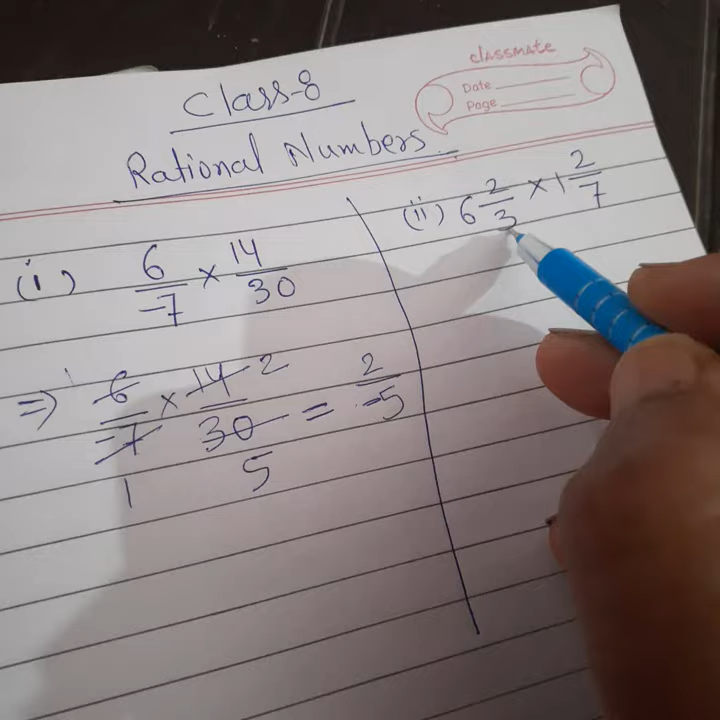 classmate
Date
Page
Class-8
Rational Numbers
(i) 6/-7 × 14/30
(ii) 6 2/3 × 1 2/7
⇒ 1 6/-7 × 14/30 2 = 2/-5
1 5